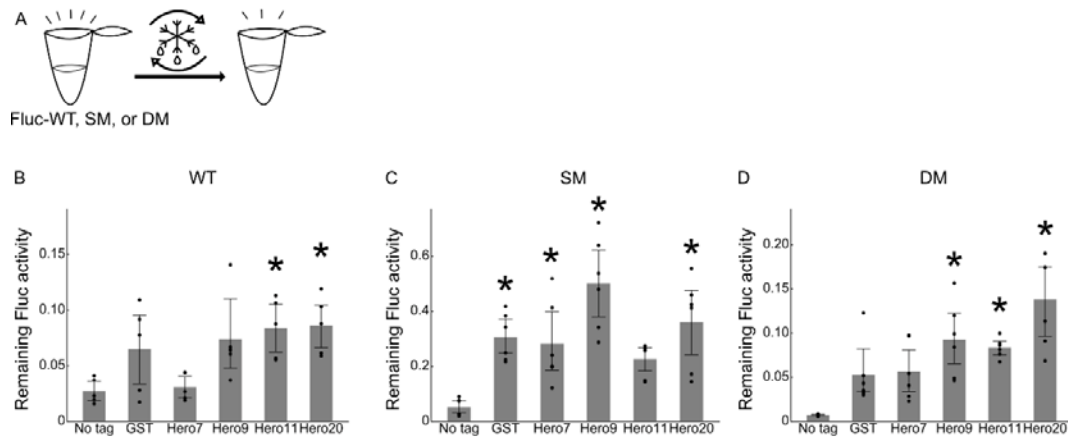 A
Fluc-WT, SM, or DM
B
WT
Remaining Fluc activity
0.15
0.10
0.05
0
No tag GST Hero7 Hero9 Hero11 Hero20
* *
C
SM
Remaining Fluc activity
0.6
0.4
0.2
0
No tag GST Hero7 Hero9 Hero11 Hero20
* * * *
D
DM
Remaining Fluc activity
0.20
0.15
0.10
0.05
0
No tag GST Hero7 Hero9 Hero11 Hero20
* * *